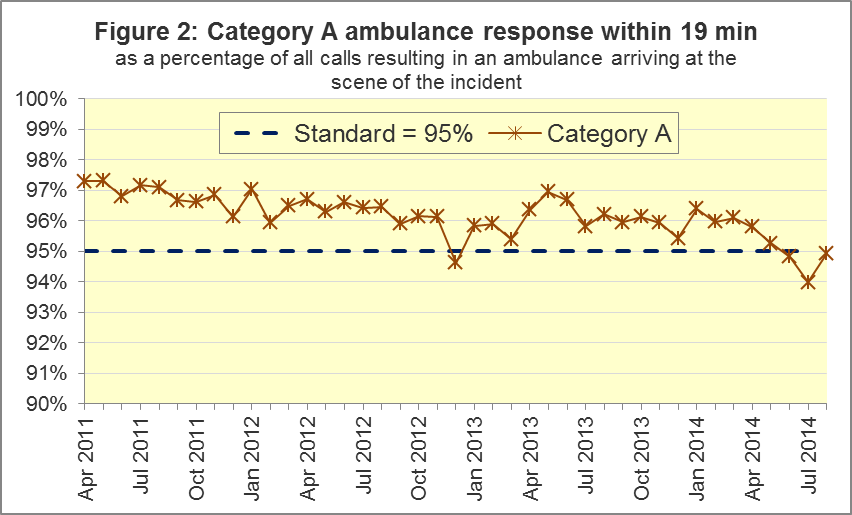 Figure 2: Category A ambulance response within 19 min
as a percentage of all calls resulting in an ambulance arriving at the
scene of the incident
100%
99%
98%
97%
96%
95%
94%
93%
92%
91%
90%
Standard = 95%
Category A
Apr 2011
Jul 2011
Oct 2011
Jan 2012
Apr 2012
Jul 2012
Oct 2012
Jan 2013
Apr 2013
Jul 2013
Oct 2013
Jan 2014
Apr 2014
Jul 2014